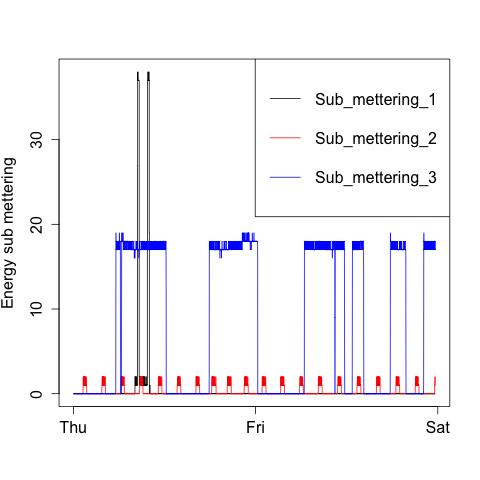 Sub_mettering_1
Sub_mettering_2
Sub_mettering_3
Energy sub mettering
30
20
10
0
Thu Fri Sat